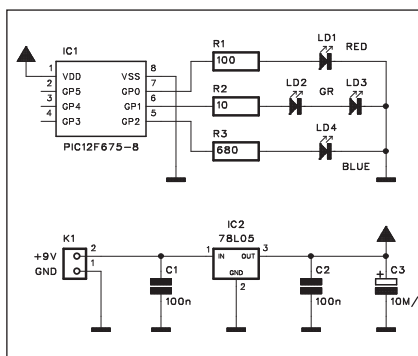 IC1
1 VDD VSS 8
2 GP5 GP0 7
3 GP4 GP1 6
4 GP3 GP2 5
PIC12F675-8
R1
100
R2
10
R3
680
LD1
RED
LD2
GR
LD3
LD4
BLUE
K1
+9V 2
GND 1
C1
100n
IC2
78L05
1 IN OUT 3
GND
2
C2
100n
+
C3
10M/